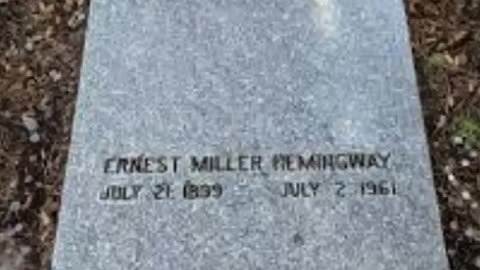 ERNEST MILLER HEMINGWAY
JULY 21. 1899 JULY 2 1961